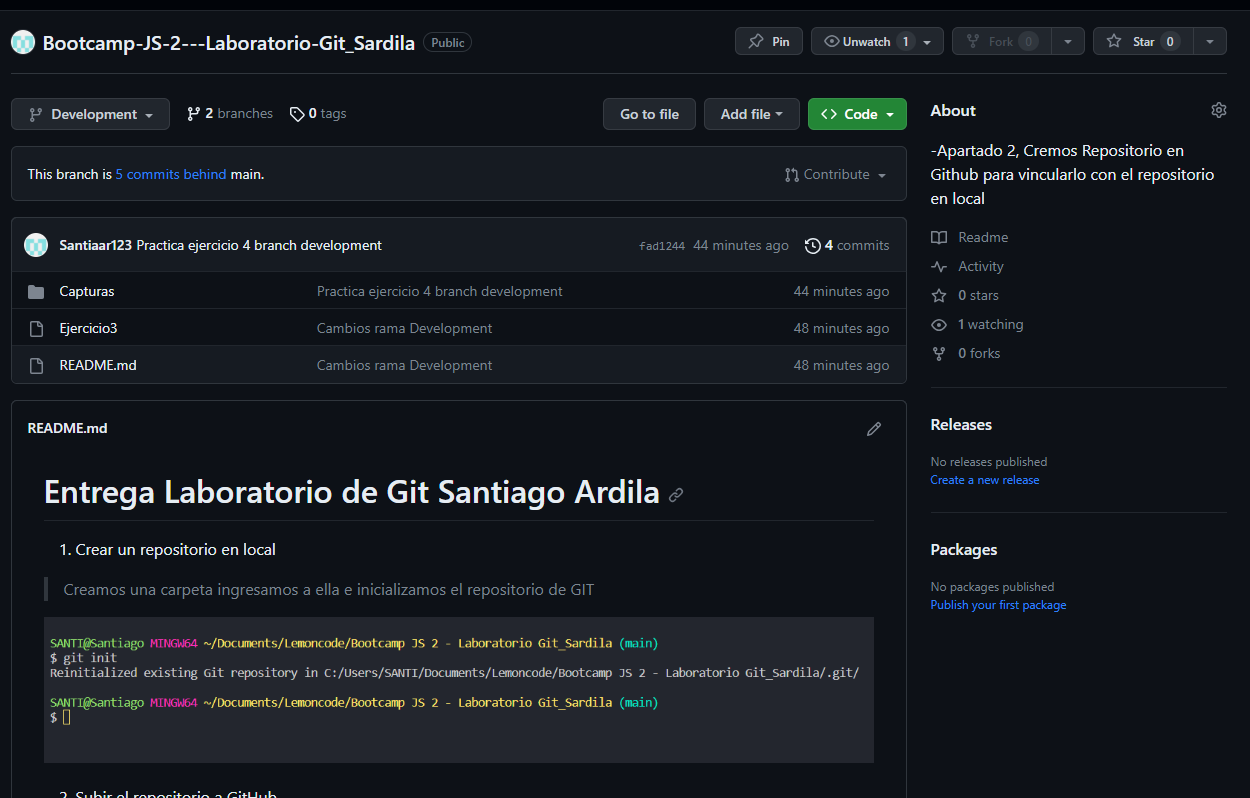 Bootcamp-JS-2---Laboratorio-Git_Sardila Public Pin Unwatch 1 Fork 0 Star 0
Development 2 branches 0 tags Go to file Add file <> Code
This branch is 5 commits behind main. Contribute
Santiaar123 Practica ejercicio 4 branch development fad1244 44 minutes ago 4 commits
Capturas Practica ejercicio 4 branch development 44 minutes ago
Ejercicio3 Cambios rama Development 48 minutes ago
README.md Cambios rama Development 48 minutes ago
README.md
Entrega Laboratorio de Git Santiago Ardila
1. Crear un repositorio en local
Creamos una carpeta ingresamos a ella e inicializamos el repositorio de GIT
SANTI@Santiago MINGW64 ~/Documents/Lemoncode/Bootcamp JS 2 - Laboratorio Git_Sardila (main)
$ git init
Reinitialized existing Git repository in C:/Users/SANTI/Documents/Lemoncode/Bootcamp JS 2 - Laboratorio Git_Sardila/.git/
SANTI@Santiago MINGW64 ~/Documents/Lemoncode/Bootcamp JS 2 - Laboratorio Git_Sardila (main)
$
2. Subir el repositorio a GitHub
About
-Apartado 2, Cremos Repositorio en
Github para vincularlo con el repositorio
en local
Readme
Activity
0 stars
1 watching
0 forks
Releases
No releases published
Create a new release
Packages
No packages published
Publish your first package